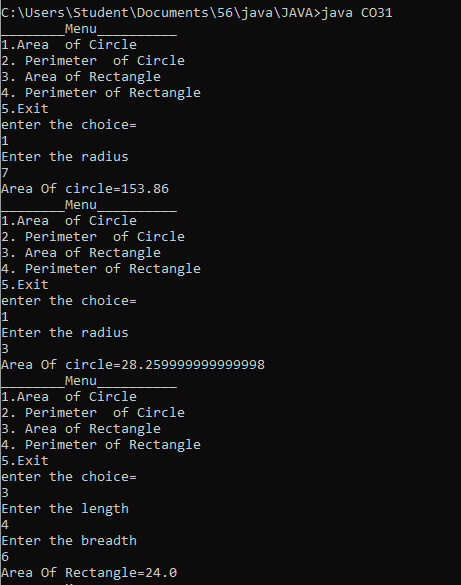 C:\Users\Student\Documents\56\java\JAVA>java CO31
________Menu__________
1.Area  of Circle
2. Perimeter  of Circle
3. Area of Rectangle
4. Perimeter of Rectangle
5.Exit
enter the choice=
1
Enter the radius
7
Area Of circle=153.86
________Menu__________
1.Area  of Circle
2. Perimeter  of Circle
3. Area of Rectangle
4. Perimeter of Rectangle
5.Exit
enter the choice=
1
Enter the radius
3
Area Of circle=28.259999999999998
________Menu__________
1.Area  of Circle
2. Perimeter  of Circle
3. Area of Rectangle
4. Perimeter of Rectangle
5.Exit
enter the choice=
3
Enter the length
4
Enter the breadth
6
Area Of Rectangle=24.0